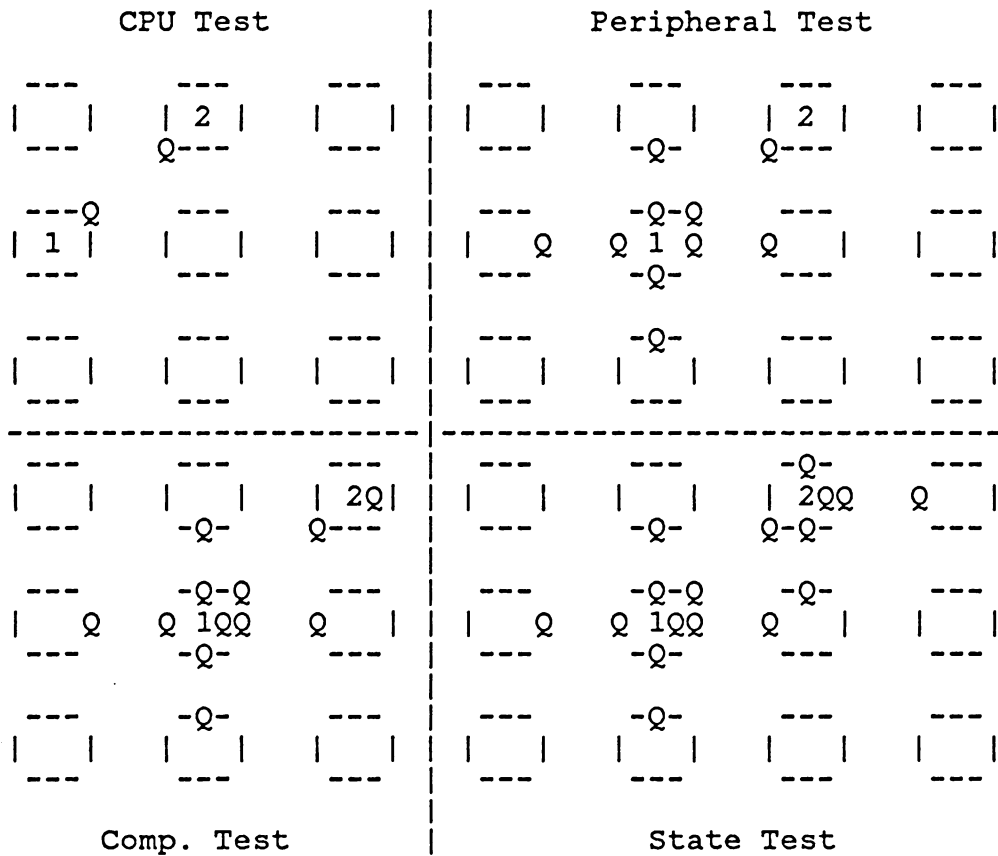 CPU Test | Peripheral Test
 ---       ---       ---    |  ---       ---       ---       ---
|   |     | 2 |     |   |   | |   |     |   |     | 2 |     |   |
 ---      Q---       ---    |  ---       -Q-      Q---       ---
 ---Q      ---       ---    |  ---       -Q-Q      ---       ---
| 1 |     |   |     |   |   | |    Q    Q 1 Q    Q    |     |   |
 ---       ---       ---    |  ---       -Q-       ---       ---
 ---       ---       ---    |  ---       -Q-       ---       ---
|   |     |   |     |   |   | |   |     |   |     |   |     |   |
 ---       ---       ---    |  ---       ---       ---       ---
----------------------------|--------------------------------------
 ---       ---       ---    |  ---       ---       -Q-       ---
|   |     |   |     | 2Q|   | |   |     |   |     | 2QQ    Q    |
 ---       -Q-      Q---    |  ---       -Q-      Q-Q-       ---
 ---       -Q-Q      ---    |  ---       -Q-Q      -Q-       ---
|    Q    Q 1QQ    Q    |   | |    Q    Q 1QQ    Q    |     |   |
 ---       -Q-       ---    |  ---       -Q-       ---       ---
 ---       -Q-       ---    |  ---       -Q-       ---       ---
|   |     |   |     |   |   | |   |     |   |     |   |     |   |
 ---       ---       ---    |  ---       ---       ---       ---
Comp. Test | State Test